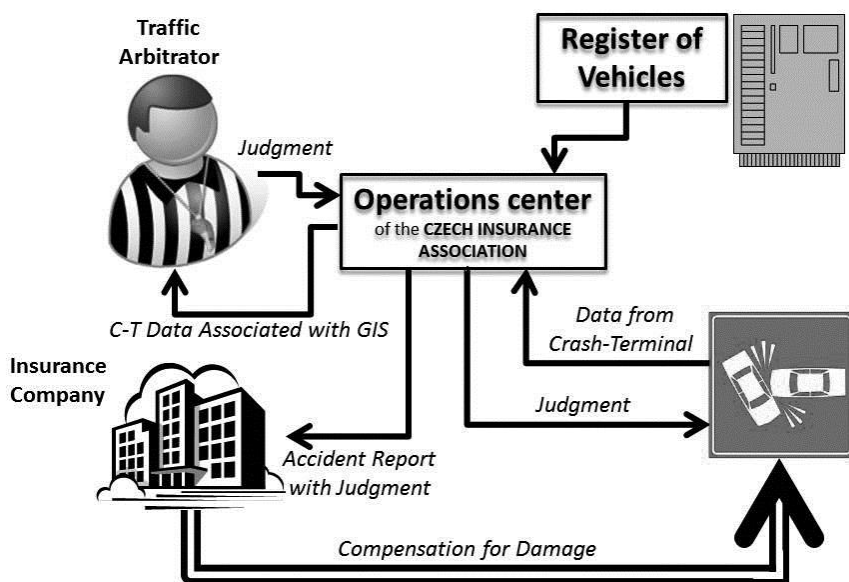 Traffic
Arbitrator
Register of
Vehicles
Judgment
Operations center
of the CZECH INSURANCE
ASSOCIATION
C-T Data Associated with GIS
Data from
Crash-Terminal
Insurance
Company
Judgment
Accident Report
with Judgment
Compensation for Damage